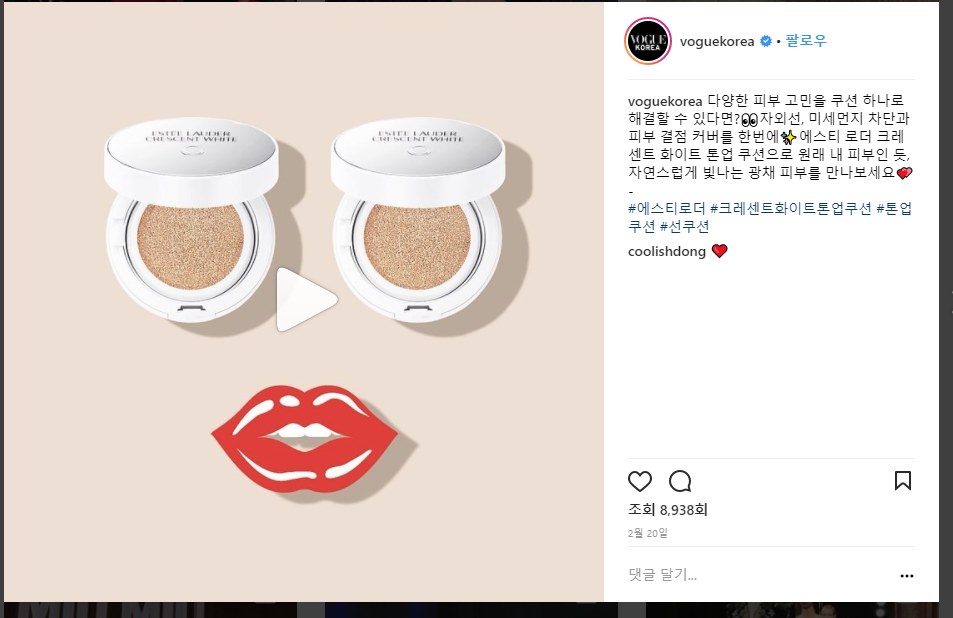 ESTĒE LAUDER
CRESCENT WHITE
ESTĒE LAUDER
CRESCENT WHITE
VOGUE
KOREA
voguekorea • 팔로우
voguekorea 다양한 피부 고민을 쿠션 하나로
해결할 수 있다면?👀자외선, 미세먼지 차단과
피부 결점 커버를 한번에✨에스티 로더 크레
센트 화이트 톤업 쿠션으로 원래 내 피부인 듯,
자연스럽게 빛나는 광채 피부를 만나보세요💕
-
#에스티로더 #크레센트화이트톤업쿠션 #톤업
쿠션 #선쿠션
coolishdong ❤
조회 8,938회
2월 20일
댓글 달기...